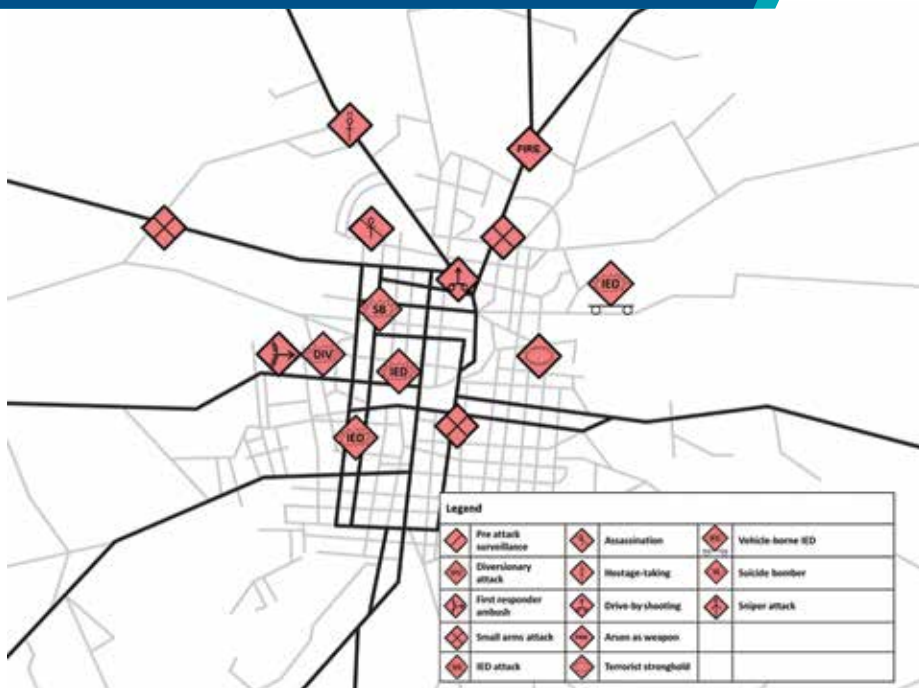 FIRE
IED
SB
DIV
IED
IED
Legend
Pre attack
surveillance
Assassination
Vehicle-borne IED
Diversionary
attack
Hostage-taking
Suicide bomber
First responder
ambush
Drive-by shooting
Sniper attack
Small arms attack
Arson as weapon
IED attack
Terrorist stronghold